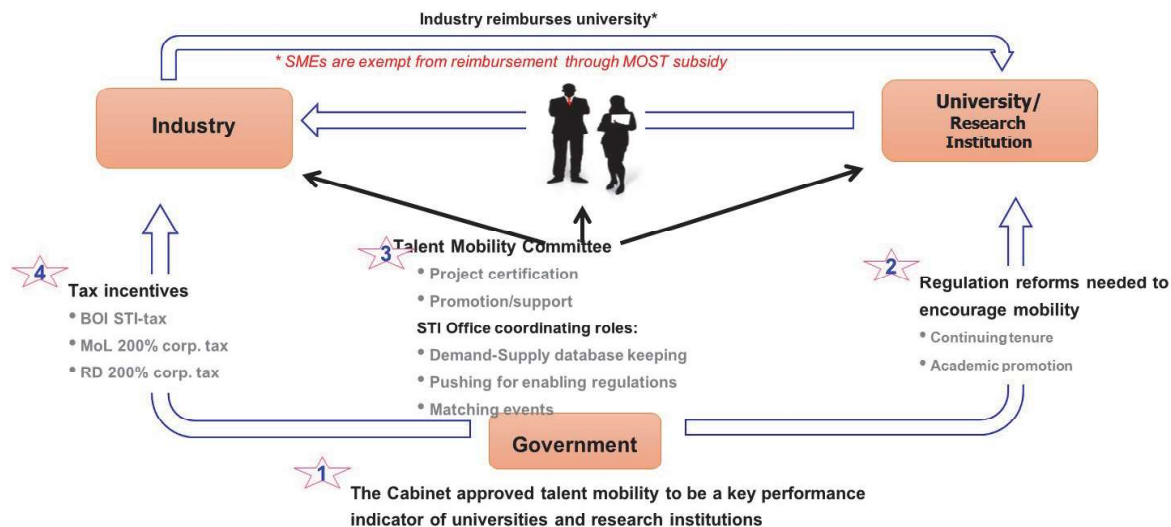 Industry reimburses university*
* SMEs are exempt from reimbursement through MOST subsidy
Industry
University/
Research
Institution
3
Talent Mobility Committee
• Project certification
• Promotion/support
STI Office coordinating roles:
• Demand-Supply database keeping
• Pushing for enabling regulations
• Matching events
4
Tax incentives
• BOI STI-tax
• MoL 200% corp. tax
• RD 200% corp. tax
2
Regulation reforms needed to
encourage mobility
• Continuing tenure
• Academic promotion
Government
1
The Cabinet approved talent mobility to be a key performance
indicator of universities and research institutions